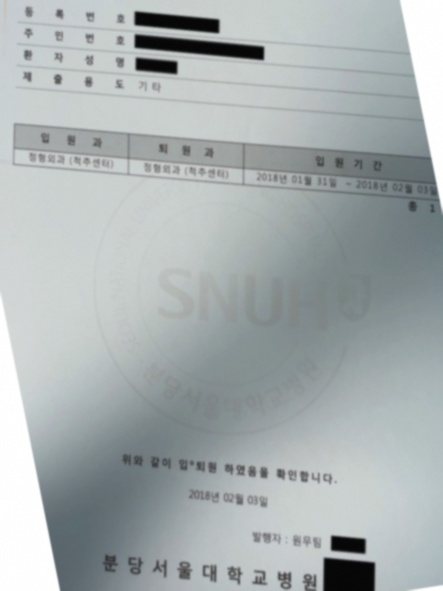 등 록 번 호
주 민 번 호
환 자 성 명
제 출 용 도 기 타
입 원 과 퇴 원 과 입 원 기 간
정형외과 (척추센터) 정형외과 (척추센터) 2018년 01월 31일 ~ 2018년 02월 03일
총 1
SNUHU
분당서울대학교병원
위와 같이 입*퇴원 하였음을 확인합니다.
2018년 02월 03일
발행자 : 원무팀
분 당 서 울 대 학 교 병 원